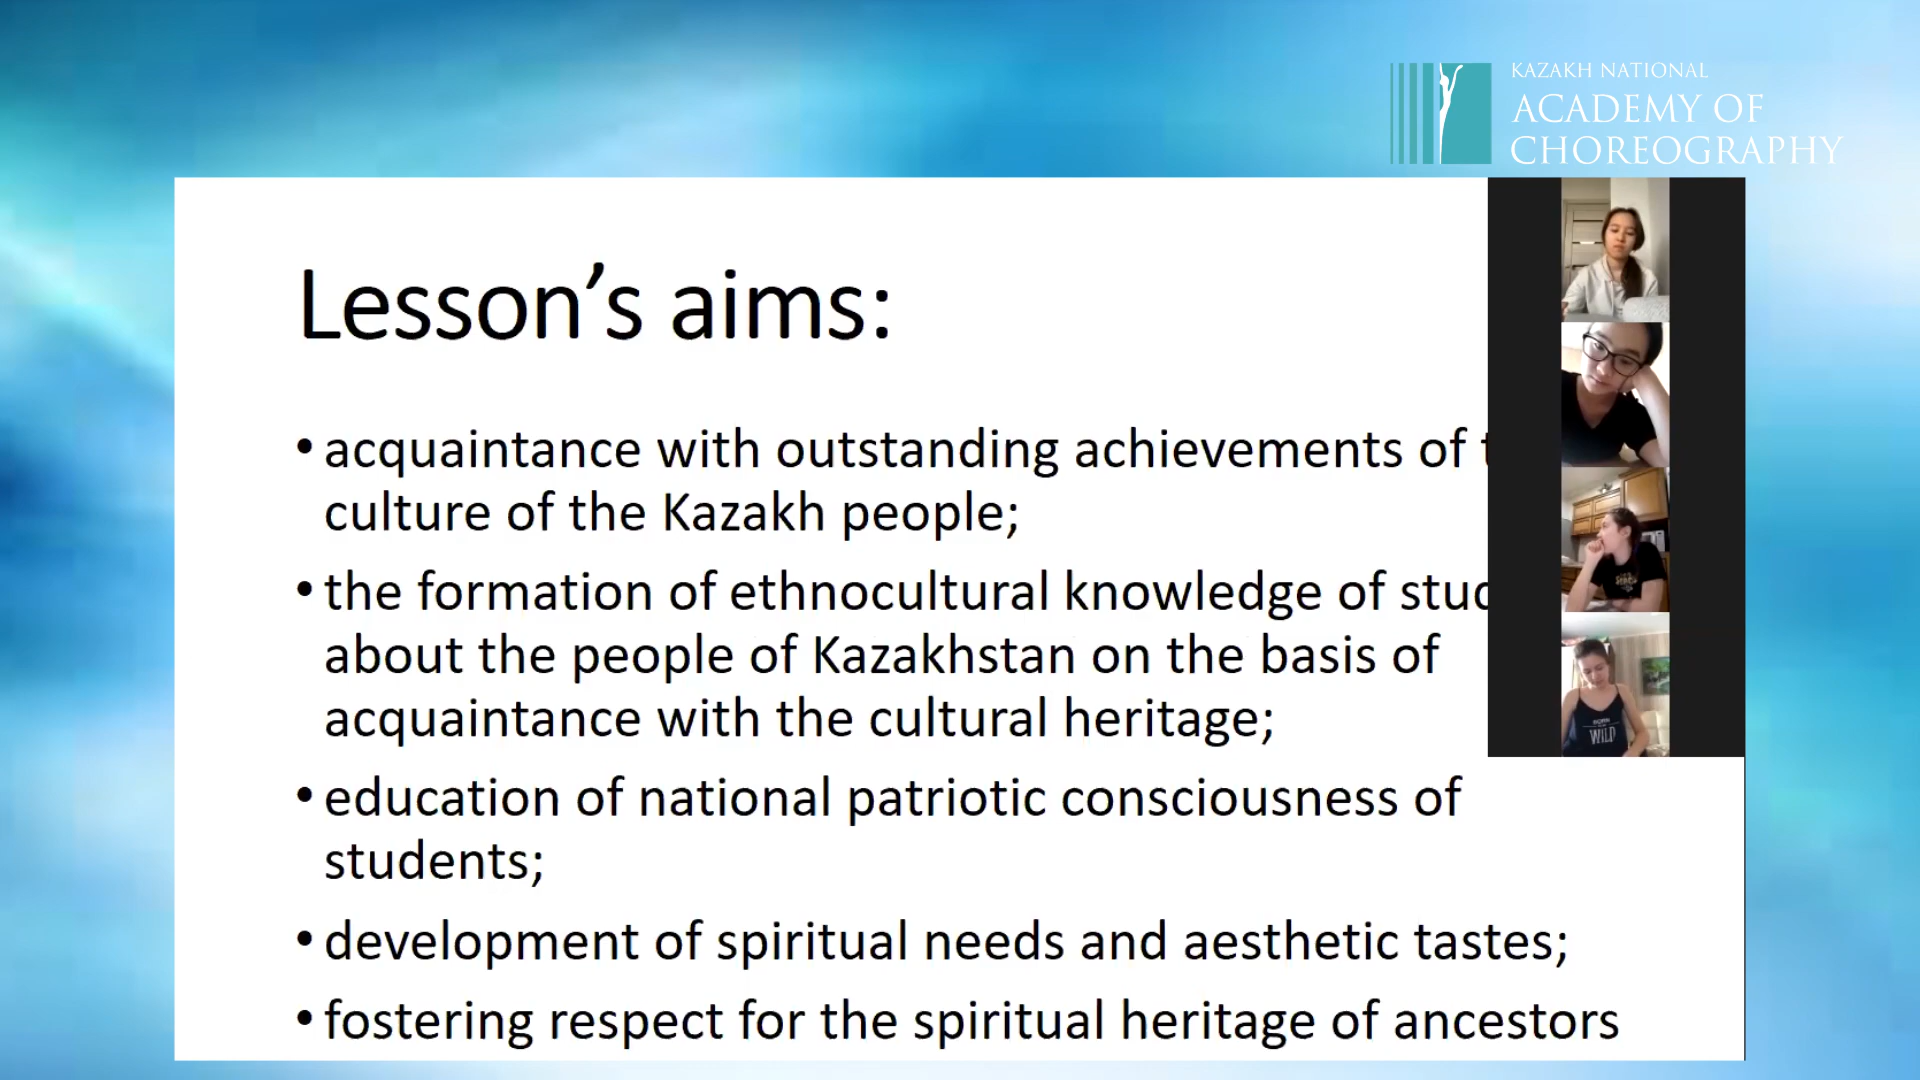 KAZAKH NATIONAL
ACADEMY OF
CHOREOGRAPHY
Lesson’s aims:
• acquaintance with outstanding achievements of
culture of the Kazakh people;
• the formation of ethnocultural knowledge of
about the people of Kazakhstan on the basis of
acquaintance with the cultural heritage;
• education of national patriotic consciousness of
students;
• development of spiritual needs and aesthetic tastes;
• fostering respect for the spiritual heritage of ancestors
WILD